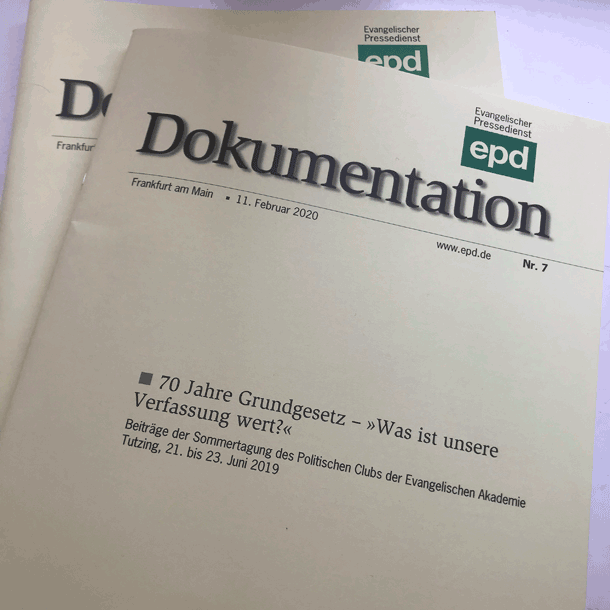 Evangelischer
Pressedienst
epd
Frankfurt
Evangelischer
Pressedienst
epd
Dokumentation
Frankfurt am Main ▪ 11. Februar 2020
www.epd.de Nr. 7
■ 70 Jahre Grundgesetz – »Was ist unsere
Verfassung wert?«
Beiträge der Sommertagung des Politischen Clubs der Evangelischen Akademie
Tutzing, 21. bis 23. Juni 2019